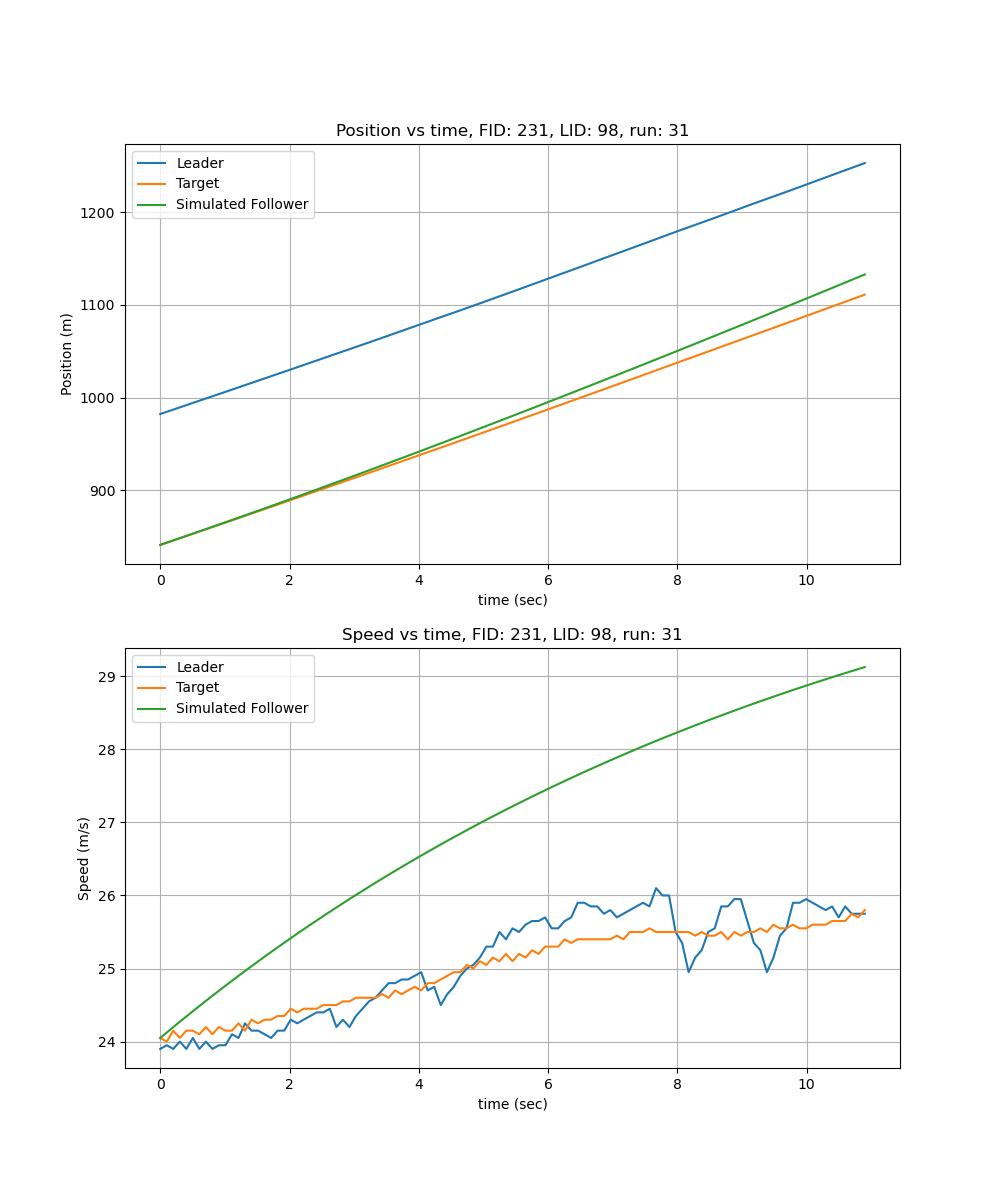 Position vs time, FID: 231, LID: 98, run: 31
Leader
Target
Simulated Follower
1200
1100
1000
900
Position (m)
0 2 4 6 8 10
time (sec)
Speed vs time, FID: 231, LID: 98, run: 31
Leader
Target
Simulated Follower
29
28
27
26
25
24
Speed (m/s)
0 2 4 6 8 10
time (sec)